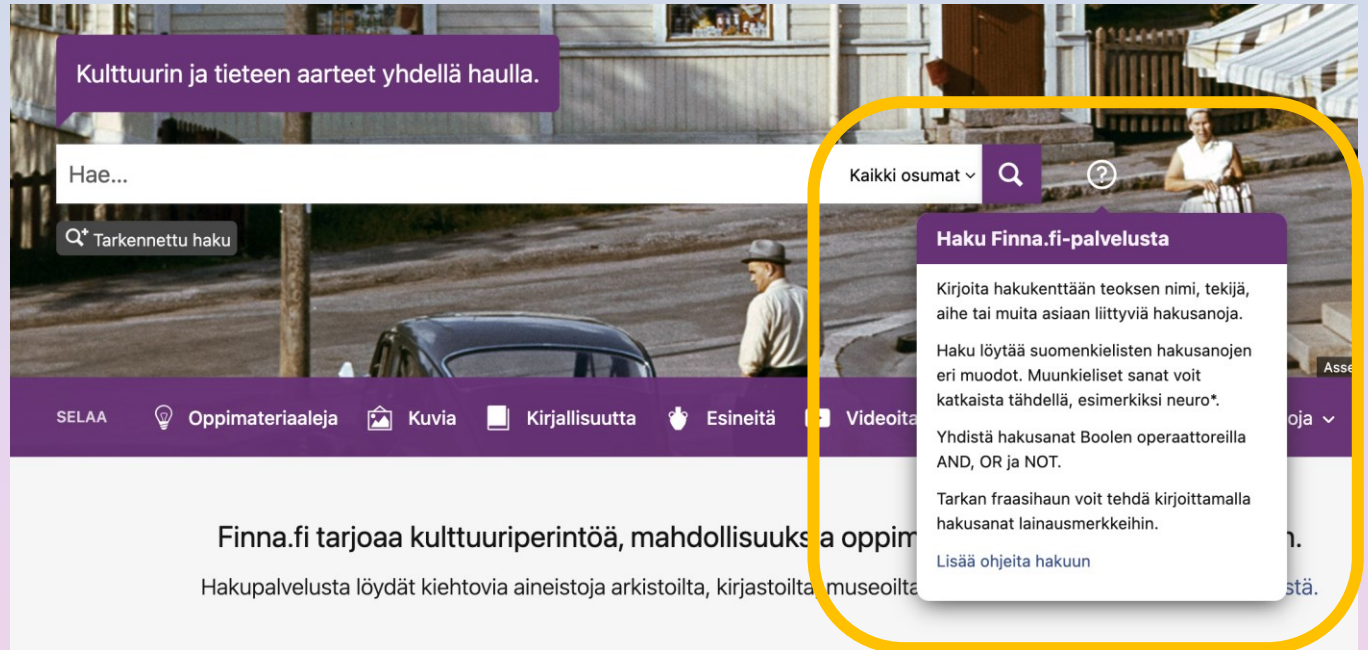 Kulttuurin ja tieteen aarteet yhdellä haulla.
Hae...
Kaikki osumat
Tarkennettu haku
Haku Finna.fi-palvelusta
Kirjoita hakukenttään teoksen nimi, tekijä,
aihe tai muita asiaan liittyviä hakusanoja.
Haku löytää suomenkielisten hakusanojen
eri muodot. Muunkieliset sanat voit
katkaista tähdellä, esimerkiksi neuro*.
Yhdistä hakusanat Boolen operaattoreilla
AND, OR ja NOT.
Tarkan fraasihaun voit tehdä kirjoittamalla
hakusanat lainausmerkkeihin.
Lisää ohjeita hakuun
SELAA Oppimateriaaleja Kuvia Kirjallisuutta Esineitä Videoita
Finna.fi tarjoaa kulttuuriperintöä, mahdollisuuksia
Hakupalvelusta löydät kiehtovia aineistoja arkistoilta, kirjastoilta, museoilta